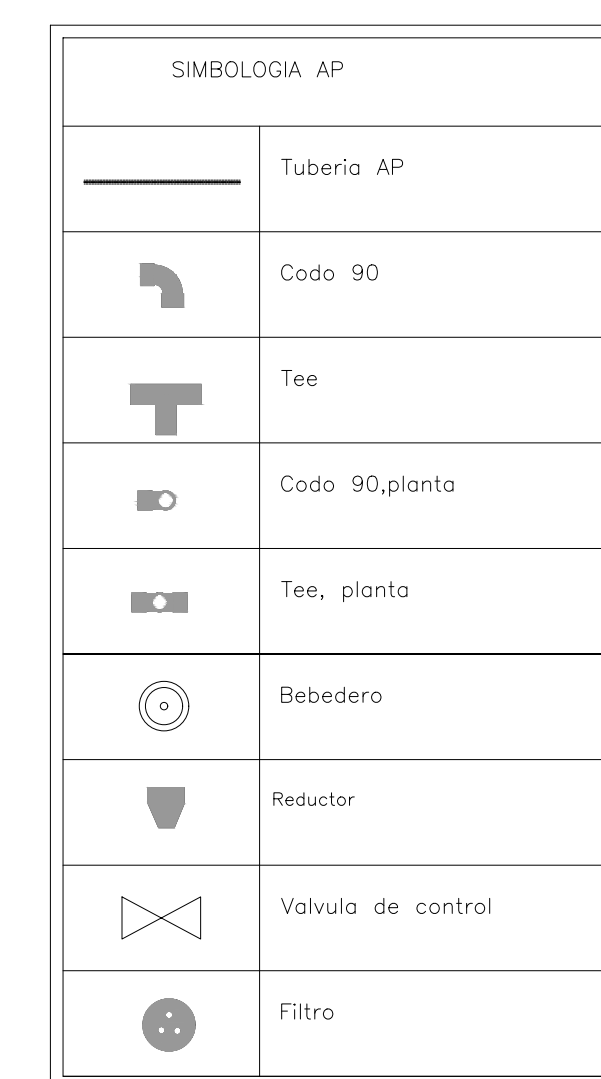 SIMBOLOGIA AP
Tuberia AP
Codo 90
Tee
Codo 90,planta
Tee, planta
Bebedero
Reductor
Valvula de control
Filtro